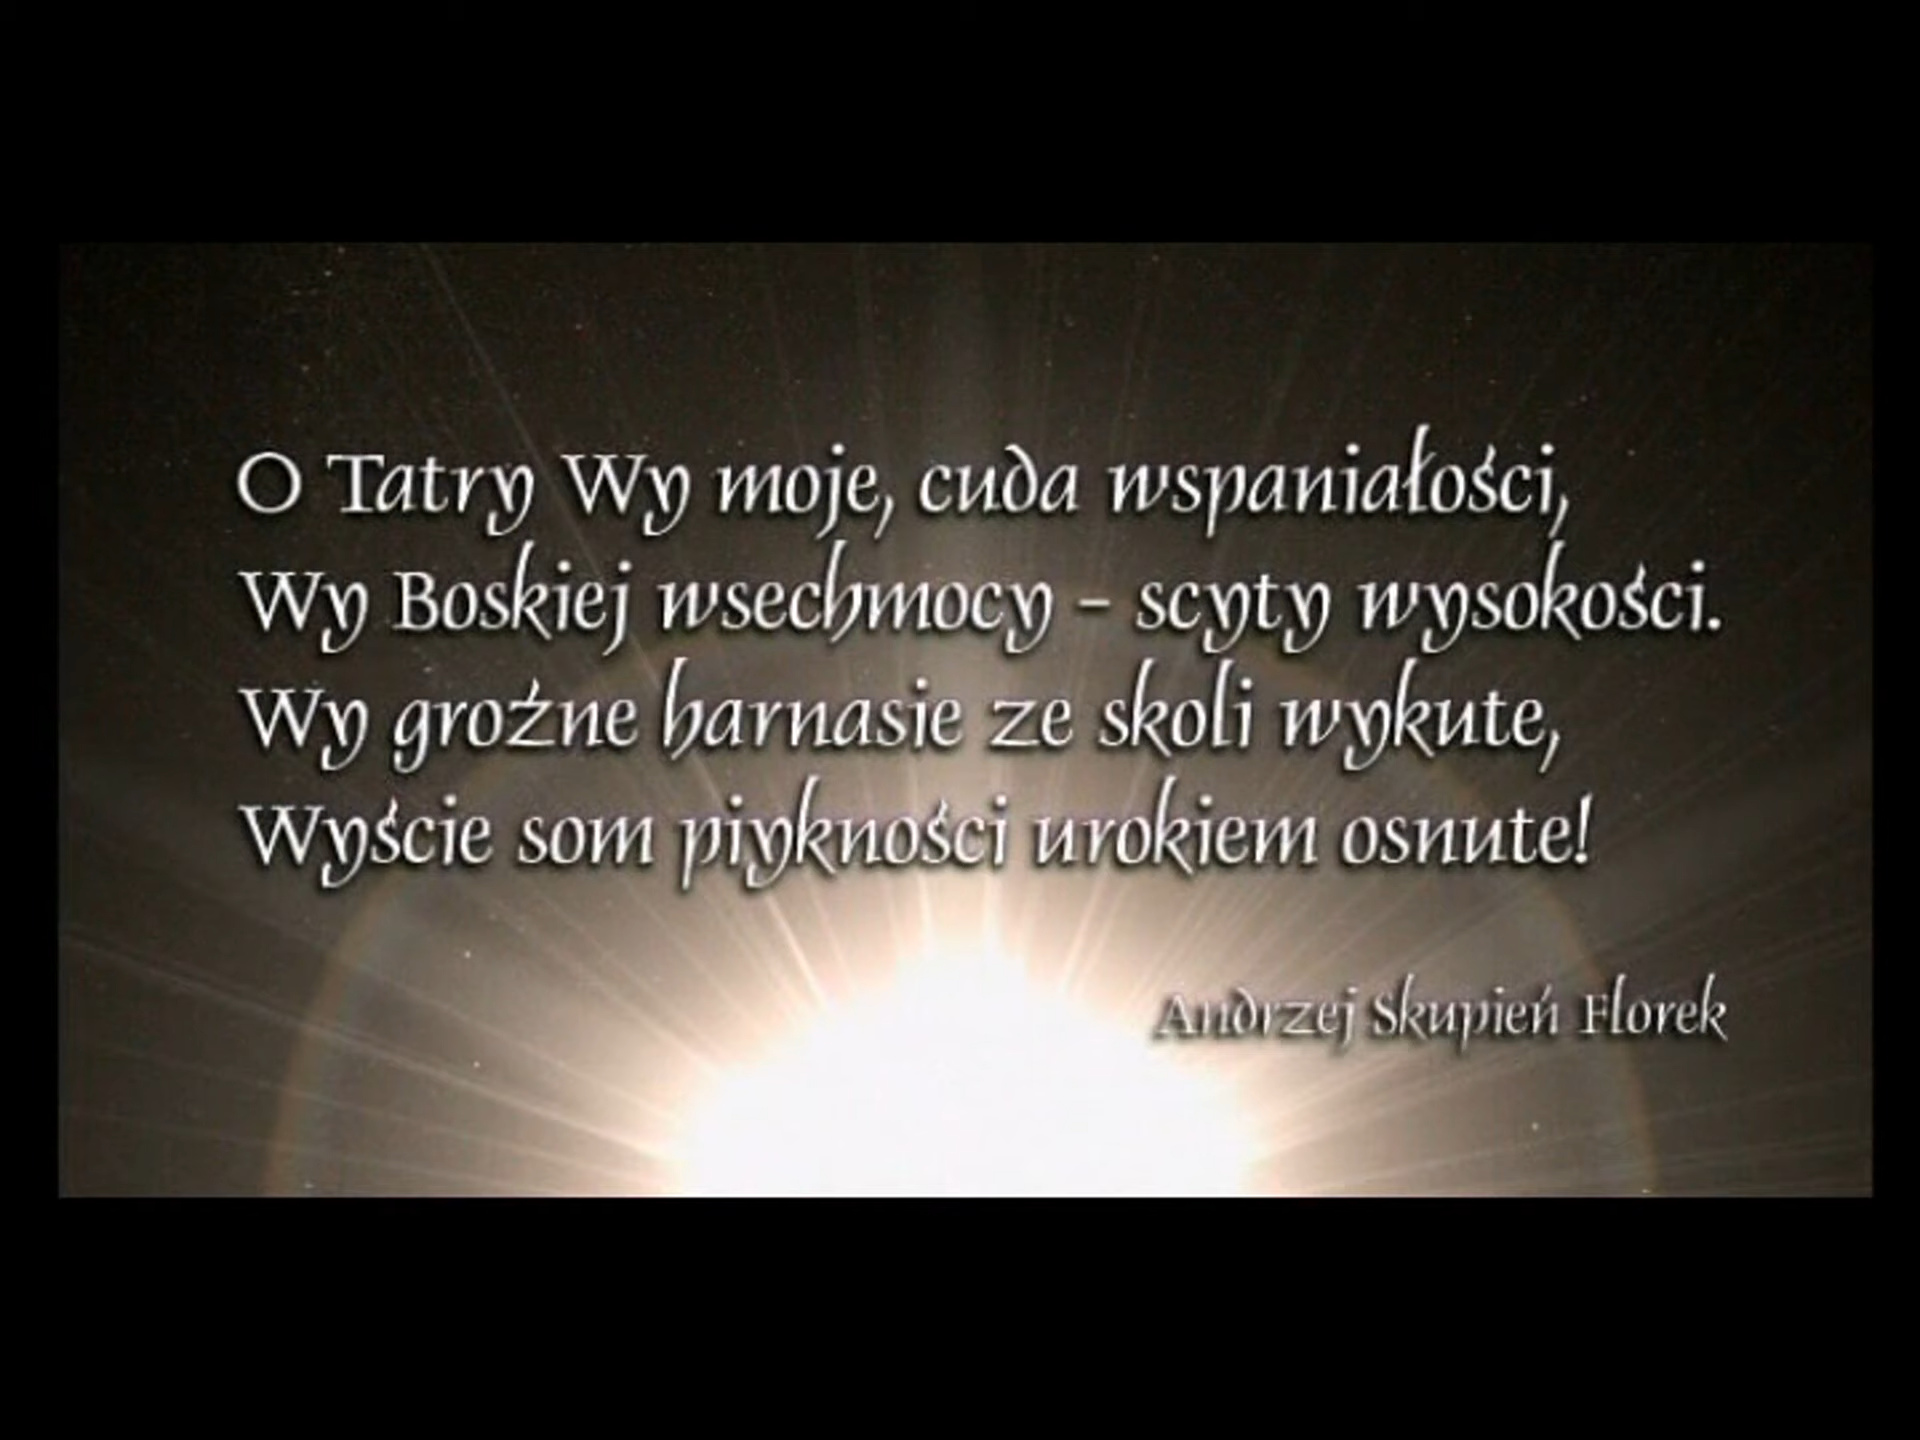 O Tatry Wy moje, cuda wspaniałości,
Wy Boskiej wsechmocy – scyty wysokości.
Wy groźne harnasie ze skoli wykute,
Wyście som piykności urokiem osnute!
Andrzej Skupień Florek